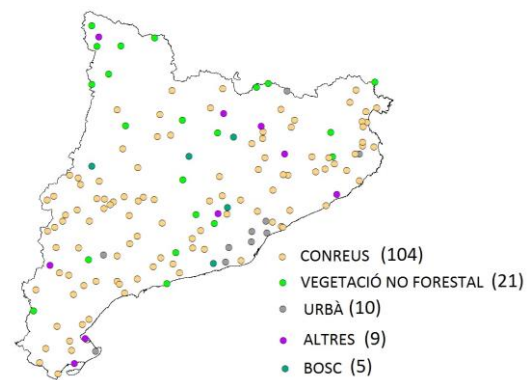 CONREUS (104)
VEGETACIÓ NO FORESTAL (21)
URBÀ (10)
ALTRES (9)
BOSC (5)